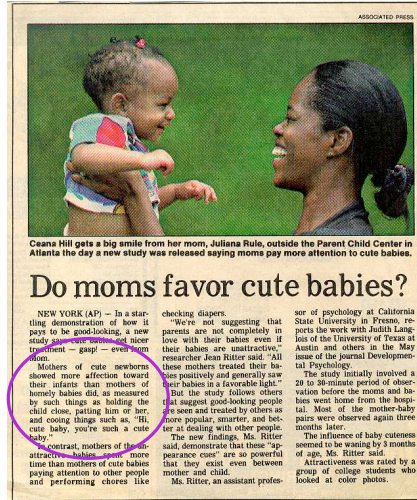 ASSOCIATED PRESS
Ceana Hill gets a big smile from her mom, Juliana Rule, outside the Parent Child Center in
Atlanta the day a new study was released saying moms pay more attention to cute babies.
Do moms favor cute babies?
NEW YORK (AP) — In a star-
tling demonstration of how it
pays to be good-looking, a new
study says cute babies get nicer
treatment — gasp! — even from
mom.
Mothers of cute newborns
showed more affection toward
their infants than mothers of
homely babies did, as measured
by such things as holding the
child close, patting him or her,
and cooing things such as, "Hi,
cute baby, you're such a cute
baby."
In contrast, mothers of the un-
attractive babies spent more
time than mothers of cute babies
paying attention to other people
and performing chores like
checking diapers.
"We're not suggesting that
parents are not completely in
love with their babies even if
their babies are unattractive,"
researcher Jean Ritter said. "All
these mothers treated their ba-
bies positively and generally saw
their babies in a favorable light."
But the study follows others
that suggest good-looking people
are seen and treated by others as
more popular, smarter, and bet-
ter at dealing with other people.
The new findings, Ms. Ritter
said, demonstrate that these "ap-
pearance cues" are so powerful
that they exist even between
mother and child.
Ms. Ritter, an assistant profes-
sor of psychology at California
State University in Fresno, re-
ports the work with Judith Lang-
lois of the University of Texas at
Austin and others in the May
issue of the journal Developmen-
tal Psychology.
The study initially involved a
20 to 30-minute period of obser-
vation before the moms and ba-
bies went home from the hospi-
tal. Most of the mother-baby
pairs were observed again three
months later.
The influence of baby cuteness
seemed to be waning by 3 months
of age, Ms. Ritter said.
Attractiveness was rated by a
group of college students who
looked at color photos.